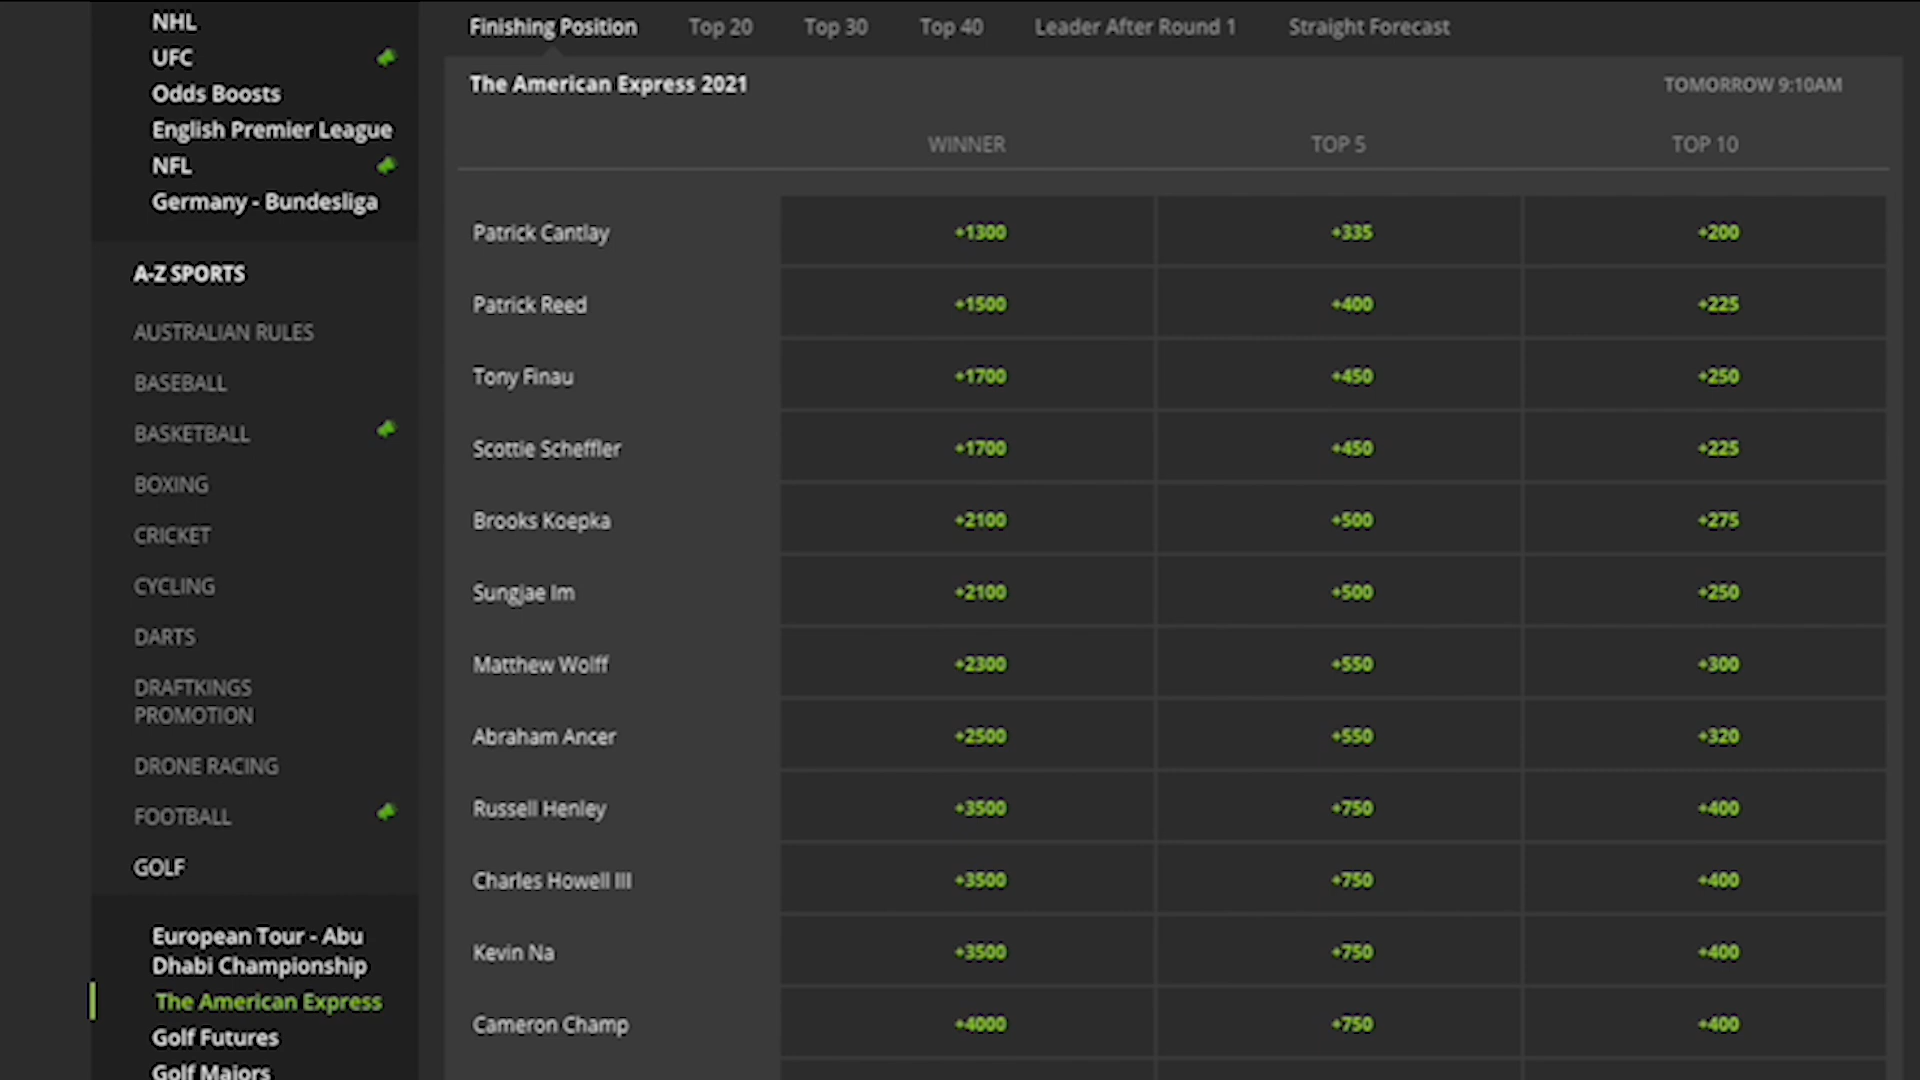 NHL
UFC
Odds Boosts
English Premier League
NFL
Germany - Bundesliga
A-Z SPORTS
AUSTRALIAN RULES
BASEBALL
BASKETBALL
BOXING
CRICKET
CYCLING
DARTS
DRAFTKINGS
PROMOTION
DRONE RACING
FOOTBALL
GOLF
European Tour - Abu
Dhabi Championship
The American Express
Golf Futures
Golf Majors
Finishing Position Top 20 Top 30 Top 40 Leader After Round 1 Straight Forecast
The American Express 2021 TOMORROW 9:10AM
WINNER TOP 5 TOP 10
Patrick Cantlay +1300 +335 +200
Patrick Reed +1500 +400 +225
Tony Finau +1700 +450 +250
Scottie Scheffler +1700 +450 +225
Brooks Koepka +2100 +500 +275
Sungjae Im +2100 +500 +250
Matthew Wolff +2300 +550 +300
Abraham Ancer +2500 +550 +320
Russell Henley +3500 +750 +400
Charles Howell III +3500 +750 +400
Kevin Na +3500 +750 +400
Cameron Champ +4000 +750 +400